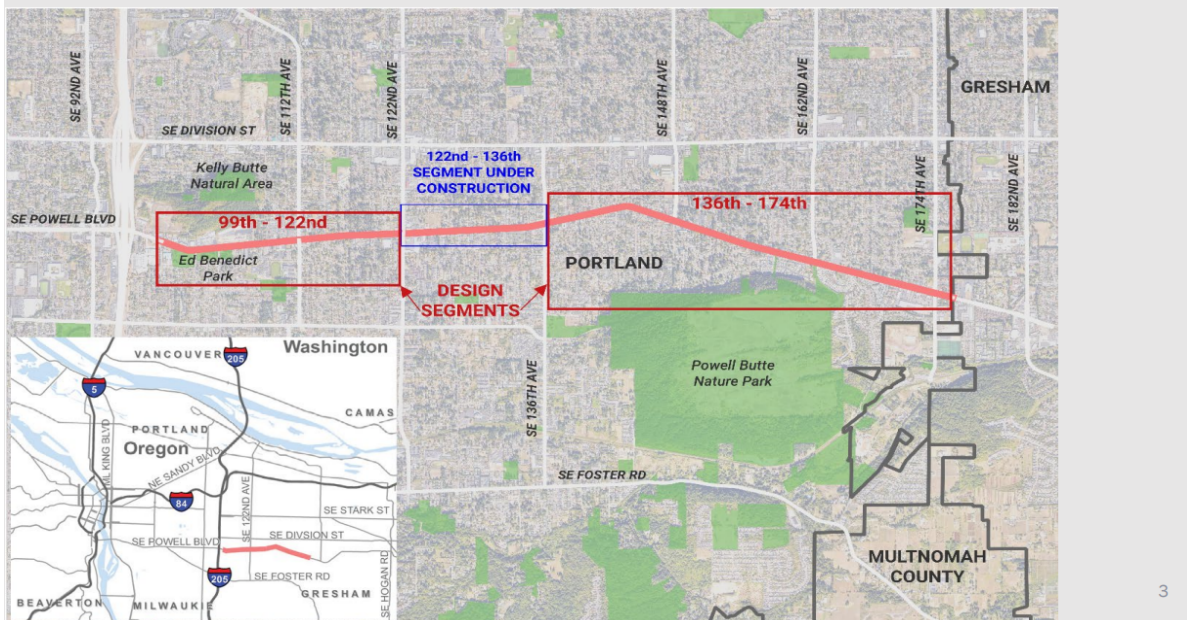 SE 92ND AVE
SE 112TH AVE
SE 122ND AVE
SE 148TH AVE
SE 162ND AVE
GRESHAM
SE DIVISION ST
122nd - 136th
SEGMENT UNDER
CONSTRUCTION
Kelly Butte
Natural Area
SE 174TH AVE
SE 182ND AVE
SE POWELL BLVD
99th - 122nd
136th - 174th
Ed Benedict
Park
PORTLAND
DESIGN
SEGMENTS
Powell Butte
Nature Park
SE 136TH AVE
SE FOSTER RD
MULTNOMAH
COUNTY
Washington
VANCOUVER
205
5
CAMAS
PORTLAND
Oregon
ML KING BLVD
NE SANDY BLVD
84
SE 122ND AVE
SE STARK ST
SE DIVSION ST
SE POWELL BLVD
205
SE FOSTER RD
SE HOGAN RD
GRESHAM
BEAVERTON
MILWAUKIE
3